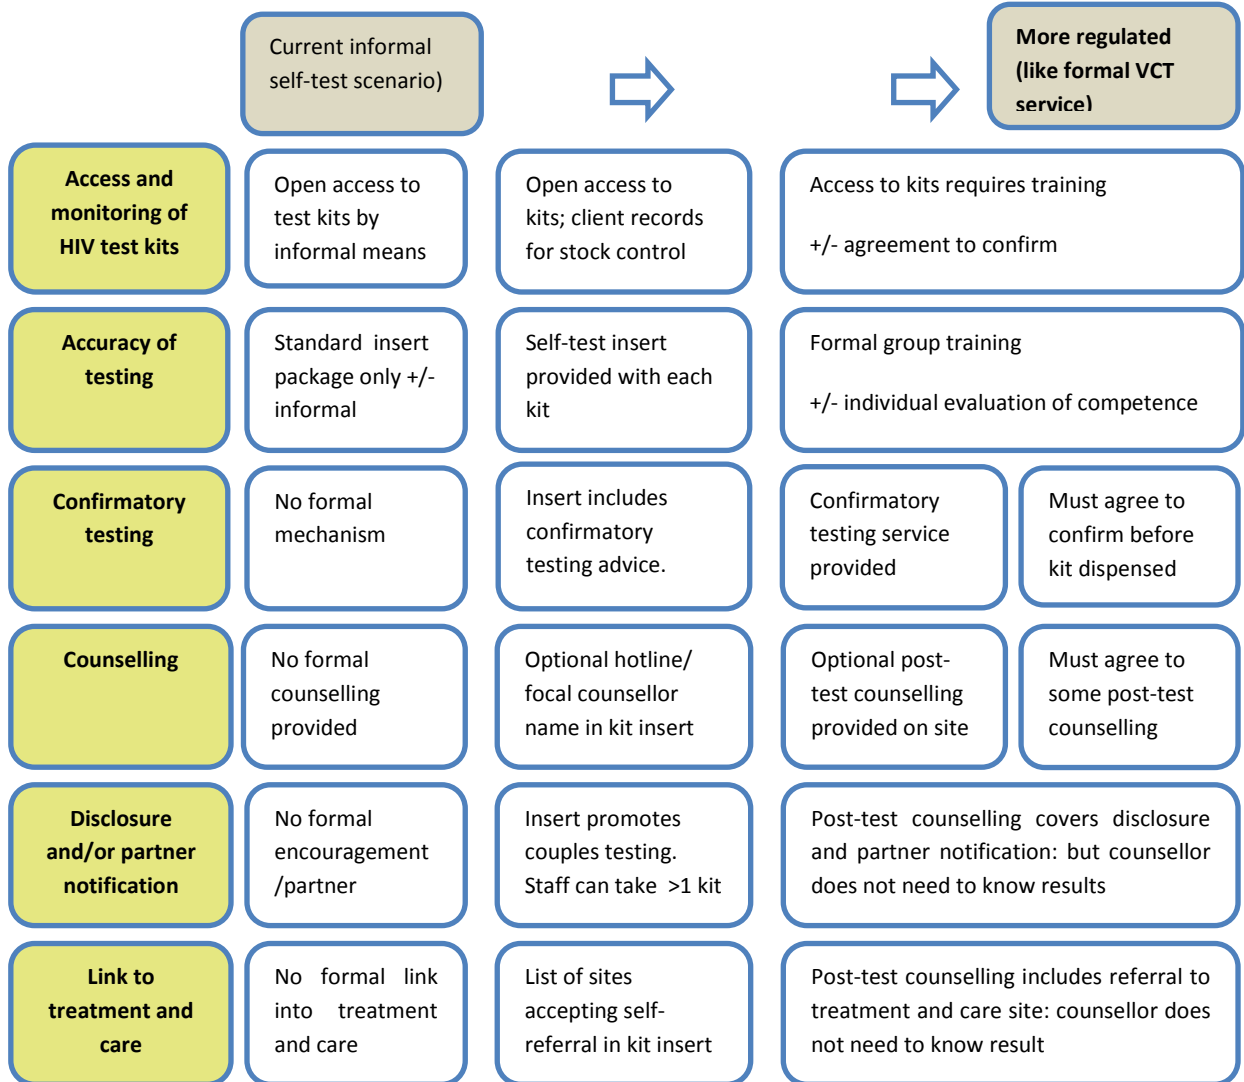 Current informal
self-test scenario)
More regulated
(like formal VCT
service)
Access and
monitoring of
HIV test kits
Open access to
test kits by
informal means
Open access to
kits; client records
for stock control
Access to kits requires training
+/- agreement to confirm
Accuracy of
testing
Standard insert
package only +/-
informal
Self-test insert
provided with each
kit
Formal group training
+/- individual evaluation of competence
Confirmatory
testing
No formal
mechanism
Insert includes
confirmatory
testing advice.
Confirmatory
testing service
provided
Must agree to
confirm before
kit dispensed
Counselling
No formal
counselling
provided
Optional hotline/
focal counsellor
name in kit insert
Optional post-
test counselling
provided on site
Must agree to
some post-test
counselling
Disclosure
and/or partner
notification
No formal
encouragement
/partner
Insert promotes
couples testing.
Staff can take >1 kit
Post-test counselling covers disclosure
and partner notification: but counsellor
does not need to know results
Link to
treatment and
care
No formal link
into treatment
and care
List of sites
accepting self-
referral in kit insert
Post-test counselling includes referral to
treatment and care site: counsellor does
not need to know result